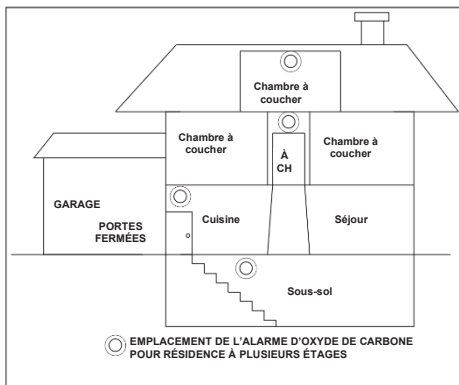 Chambre à
coucher
Chambre à
coucher
À
CH
Chambre à
coucher
GARAGE
PORTES
FERMÉES
Cuisine
Séjour
Sous-sol
EMPLACEMENT DE L'ALARME D'OXYDE DE CARBONE
POUR RÉSIDENCE À PLUSIEURS ÉTAGES